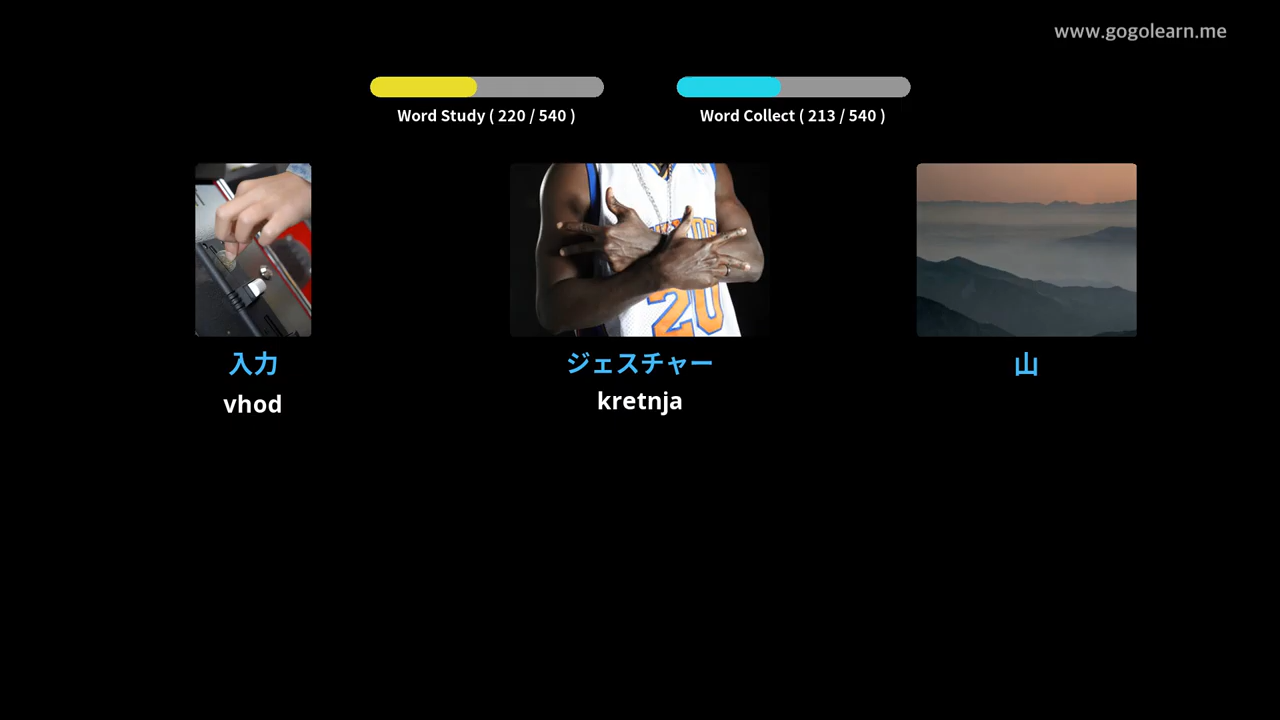 www.gogolearn.me
Word Study ( 220 / 540 )
Word Collect ( 213 / 540 )
20
入力
ジェスチャー
山
vhod
kretnja